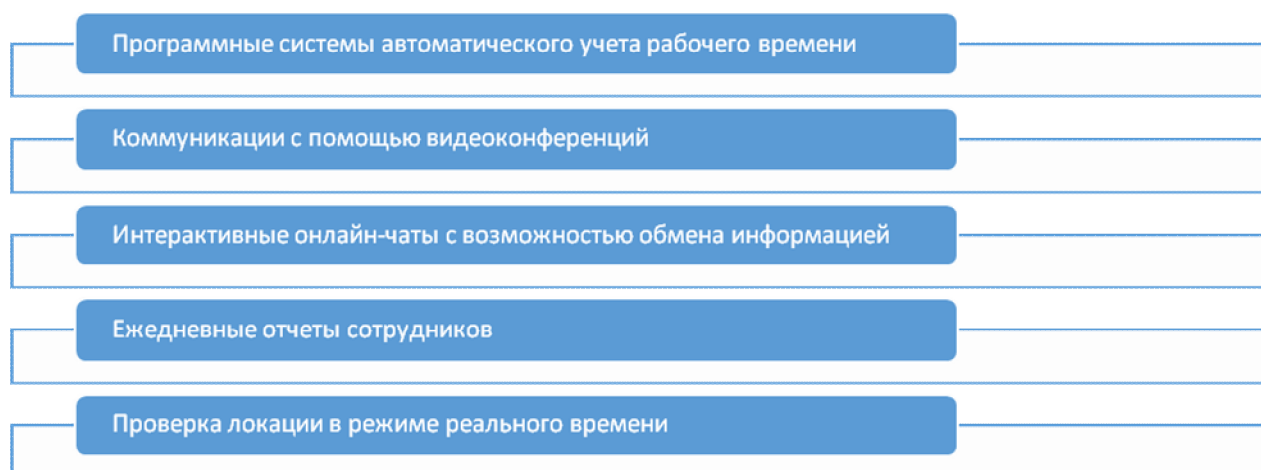 Программные системы автоматического учета рабочего времени
Коммуникации с помощью видеоконференций
Интерактивные онлайн-чаты с возможностью обмена информацией
Ежедневные отчеты сотрудников
Проверка локации в режиме реального времени